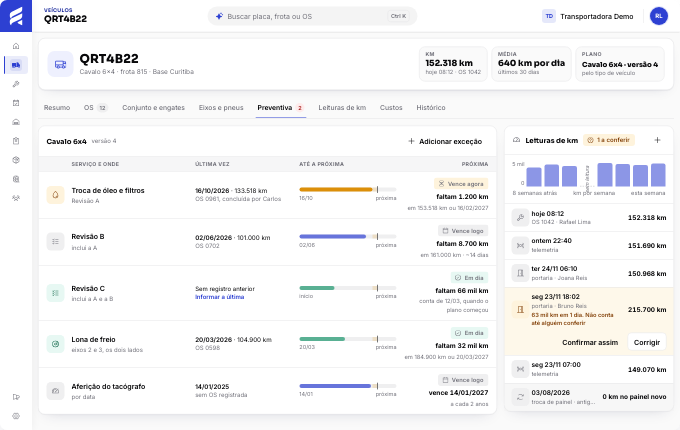 VEÍCULOS
QRT4B22
Buscar placa, frota ou OS
Ctrl K
TD
Transportadora Demo
RL
QRT4B22
Cavalo 6×4 · frota 815 · Base Curitiba
KM
152.318 km
hoje 08:12 · OS 1042
MÉDIA
640 km por dia
últimos 30 dias
PLANO
Cavalo 6x4 · versão 4
pelo tipo de veículo
Resumo
OS 12
Conjunto e engates
Eixos e pneus
Preventiva 2
Leituras de km
Custos
Histórico
Cavalo 6x4 versão 4
Adicionar exceção
SERVIÇO E ONDE
ÚLTIMA VEZ
ATÉ A PRÓXIMA
PRÓXIMA
Troca de óleo e filtros
Revisão A
16/10/2026 · 133.518 km
OS 0961, concluída por Carlos
16/10
próxima
Vence agora
faltam 1.200 km
em 153.518 km ou 16/02/2027
Revisão B
inclui a A
02/06/2026 · 101.000 km
OS 0702
02/06
próxima
Vence logo
faltam 8.700 km
em 161.000 km · ~14 dias
Revisão C
inclui a A e a B
Sem registro anterior
Informar a última
início
próxima
Em dia
faltam 66 mil km
conta de 12/03, quando o
plano começou
Lona de freio
eixos 2 e 3, os dois lados
20/03/2026 · 104.900 km
OS 0598
20/03
próxima
Em dia
faltam 32 mil km
em 184.900 km ou 20/03/2027
Aferição do tacógrafo
por data
14/01/2025
sem OS registrada
14/01
próxima
Vence logo
vence 14/01/2027
a cada 2 anos
Leituras de km
1 a conferir
5 mil
0
sem leitura
8 semanas atrás
km por semana
esta semana
hoje 08:12
OS 1042 · Rafael Lima
152.318 km
ontem 22:40
telemetria
151.690 km
ter 24/11 06:10
portaria · Joana Reis
150.968 km
seg 23/11 18:02
portaria · Bruno Reis
63 mil km em 1 dia. Não conta
até alguém conferir
215.700 km
Confirmar assim
Corrigir
seg 23/11 07:00
telemetria
149.070 km
03/08/2026
troca de painel · antig...
0 km no painel novo